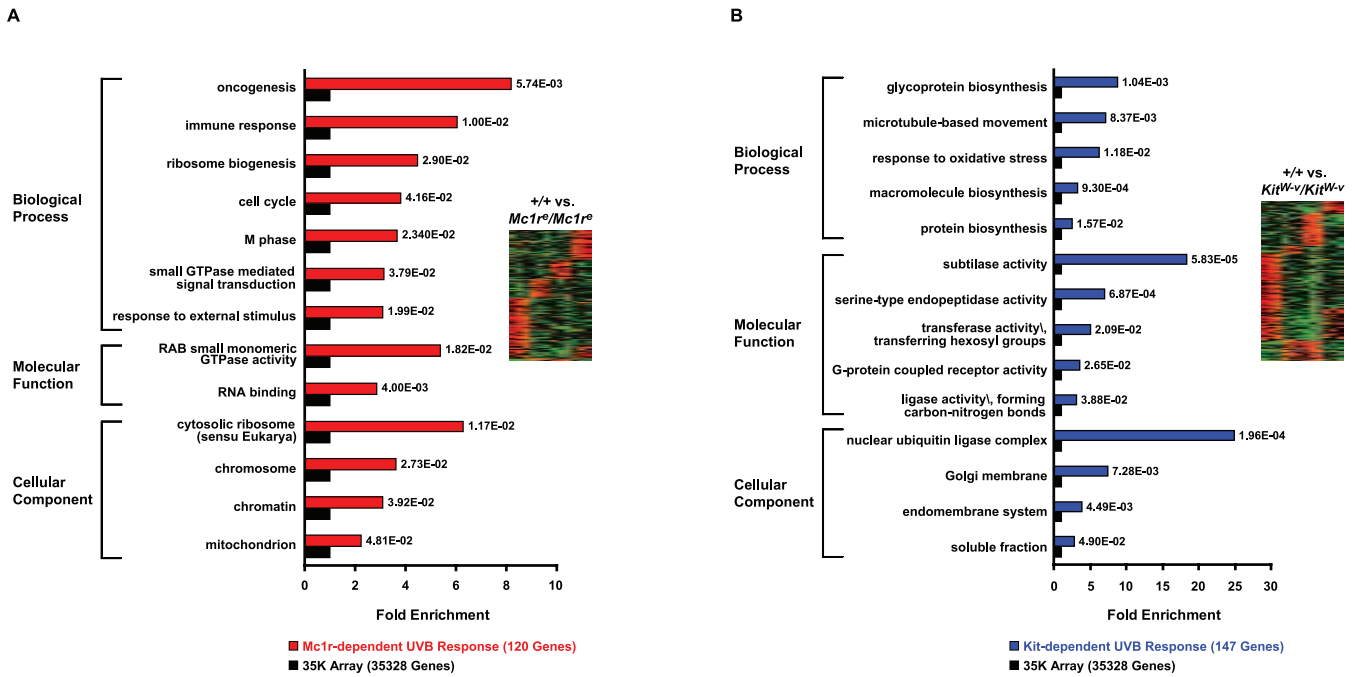 A
oncogenesis
5.74E-03
immune response
1.00E-02
ribosome biogenesis
2.90E-02
Biological
Process
cell cycle
4.16E-02
M phase
2.340E-02
small GTPase mediated
signal transduction
3.79E-02
response to external stimulus
1.99E-02
Molecular
Function
RAB small monomeric
GTPase activity
1.82E-02
RNA binding
4.00E-03
Cellular
Component
cytosolic ribosome
(sensu Eukarya)
1.17E-02
chromosome
2.73E-02
chromatin
3.92E-02
mitochondrion
4.81E-02
+/+ vs.
Mc1rᵉ/Mc1rᵉ
0 2 4 6 8 10
Fold Enrichment
Mc1r-dependent UVB Response (120 Genes)
35K Array (35328 Genes)
B
Biological
Process
glycoprotein biosynthesis
1.04E-03
microtubule-based movement
8.37E-03
response to oxidative stress
1.18E-02
macromolecule biosynthesis
9.30E-04
protein biosynthesis
1.57E-02
Molecular
Function
subtilase activity
5.83E-05
serine-type endopeptidase activity
6.87E-04
transferase activity\,
transferring hexosyl groups
2.09E-02
G-protein coupled receptor activity
2.65E-02
ligase activity\, forming
carbon-nitrogen bonds
3.88E-02
Cellular
Component
nuclear ubiquitin ligase complex
1.96E-04
Golgi membrane
7.28E-03
endomembrane system
4.49E-03
soluble fraction
4.90E-02
+/+ vs.
Kit^W-v/Kit^W-v
0 5 10 15 20 25 30
Fold Enrichment
Kit-dependent UVB Response (147 Genes)
35K Array (35328 Genes)